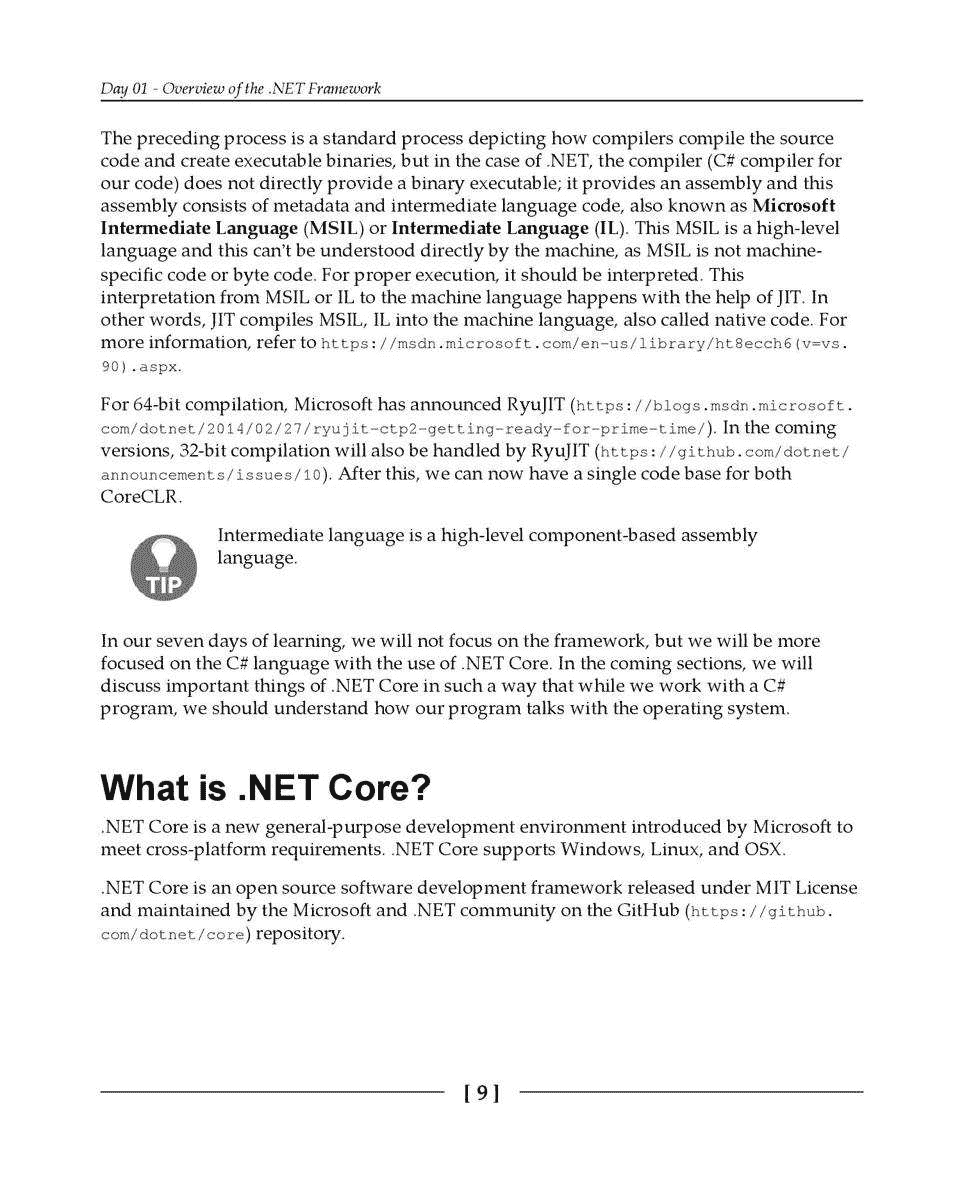 Day 01 - Overview of the .NET Framework
The preceding process is a standard process depicting how compilers compile the source
code and create executable binaries, but in the case of .NET, the compiler (C# compiler for
our code) does not directly provide a binary executable; it provides an assembly and this
assembly consists of metadata and intermediate language code, also known as Microsoft
Intermediate Language (MSIL) or Intermediate Language (IL). This MSIL is a high-level
language and this can't be understood directly by the machine, as MSIL is not machine-
specific code or byte code. For proper execution, it should be interpreted. This
interpretation from MSIL or IL to the machine language happens with the help of JIT. In
other words, JIT compiles MSIL, IL into the machine language, also called native code. For
more information, refer to https://msdn.microsoft.com/en-us/library/ht8ecch6(v=vs.
90).aspx.
For 64-bit compilation, Microsoft has announced RyuJIT (https://blogs.msdn.microsoft.
com/dotnet/2014/02/27/ryujit-ctp2-getting-ready-for-prime-time/). In the coming
versions, 32-bit compilation will also be handled by RyuJIT (https://github.com/dotnet/
announcements/issues/10). After this, we can now have a single code base for both
CoreCLR.
Intermediate language is a high-level component-based assembly
language.
TIP
In our seven days of learning, we will not focus on the framework, but we will be more
focused on the C# language with the use of .NET Core. In the coming sections, we will
discuss important things of .NET Core in such a way that while we work with a C#
program, we should understand how our program talks with the operating system.
What is .NET Core?
.NET Core is a new general-purpose development environment introduced by Microsoft to
meet cross-platform requirements. .NET Core supports Windows, Linux, and OSX.
.NET Core is an open source software development framework released under MIT License
and maintained by the Microsoft and .NET community on the GitHub (https://github.
com/dotnet/core) repository.
[ 9 ]